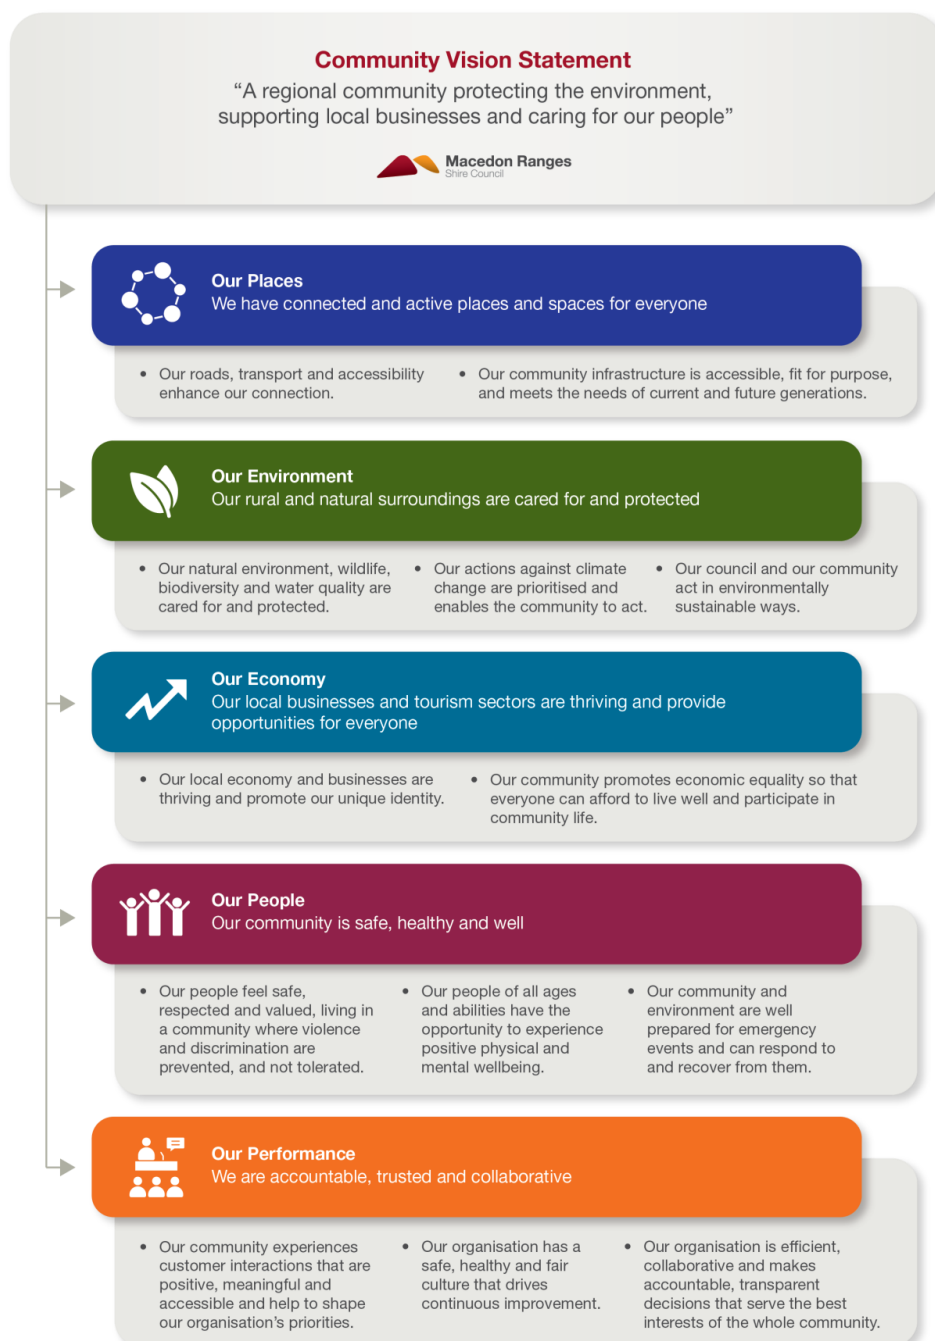 Community Vision Statement
“A regional community protecting the environment,
supporting local businesses and caring for our people”
Macedon Ranges
Shire Council
Our Places
We have connected and active places and spaces for everyone
• Our roads, transport and accessibility
enhance our connection.
• Our community infrastructure is accessible, fit for purpose,
and meets the needs of current and future generations.
Our Environment
Our rural and natural surroundings are cared for and protected
• Our natural environment, wildlife,
biodiversity and water quality are
cared for and protected.
• Our actions against climate
change are prioritised and
enables the community to act.
• Our council and our community
act in environmentally
sustainable ways.
Our Economy
Our local businesses and tourism sectors are thriving and provide
opportunities for everyone
• Our local economy and businesses are
thriving and promote our unique identity.
• Our community promotes economic equality so that
everyone can afford to live well and participate in
community life.
Our People
Our community is safe, healthy and well
• Our people feel safe,
respected and valued, living in
a community where violence
and discrimination are
prevented, and not tolerated.
• Our people of all ages
and abilities have the
opportunity to experience
positive physical and
mental wellbeing.
• Our community and
environment are well
prepared for emergency
events and can respond to
and recover from them.
Our Performance
We are accountable, trusted and collaborative
• Our community experiences
customer interactions that are
positive, meaningful and
accessible and help to shape
our organisation’s priorities.
• Our organisation has a
safe, healthy and fair
culture that drives
continuous improvement.
• Our organisation is efficient,
collaborative and makes
accountable, transparent
decisions that serve the best
interests of the whole community.